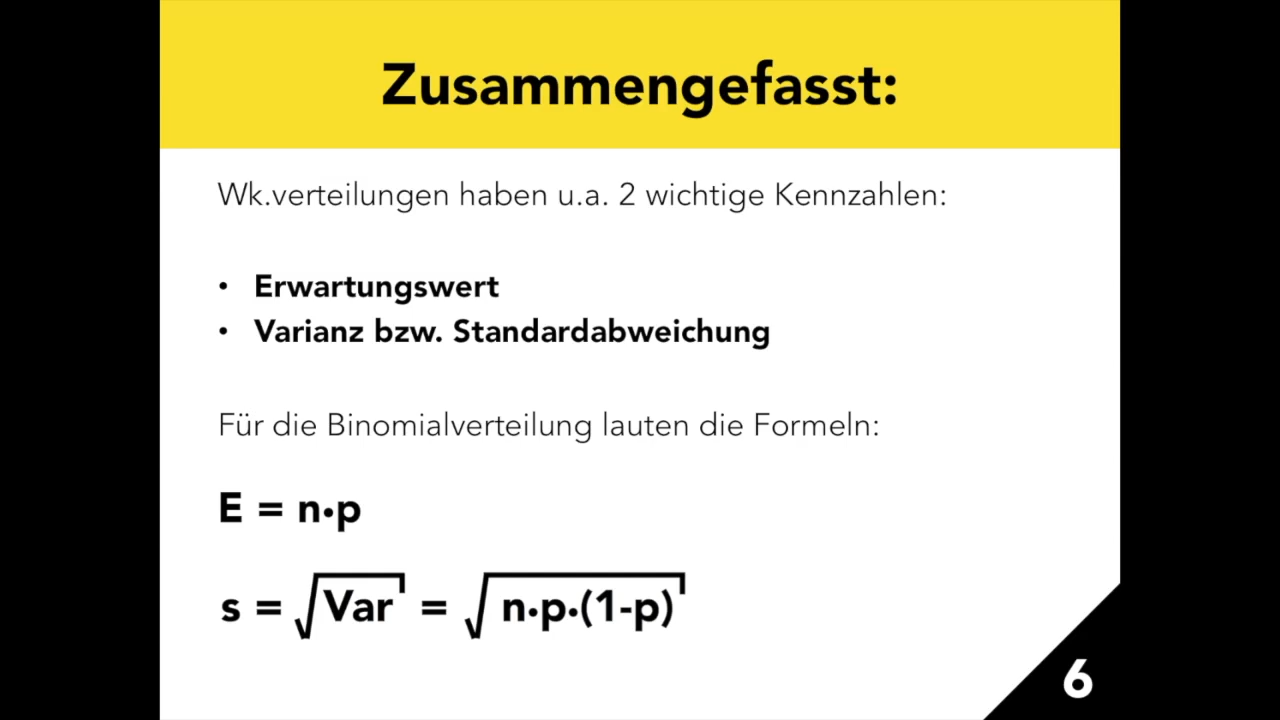 Zusammengefasst:
Wk.verteilungen haben u.a. 2 wichtige Kennzahlen:
• Erwartungswert
• Varianz bzw. Standardabweichung
Für die Binomialverteilung lauten die Formeln:
E = n•p
s = √Var = √n•p•(1-p)
6